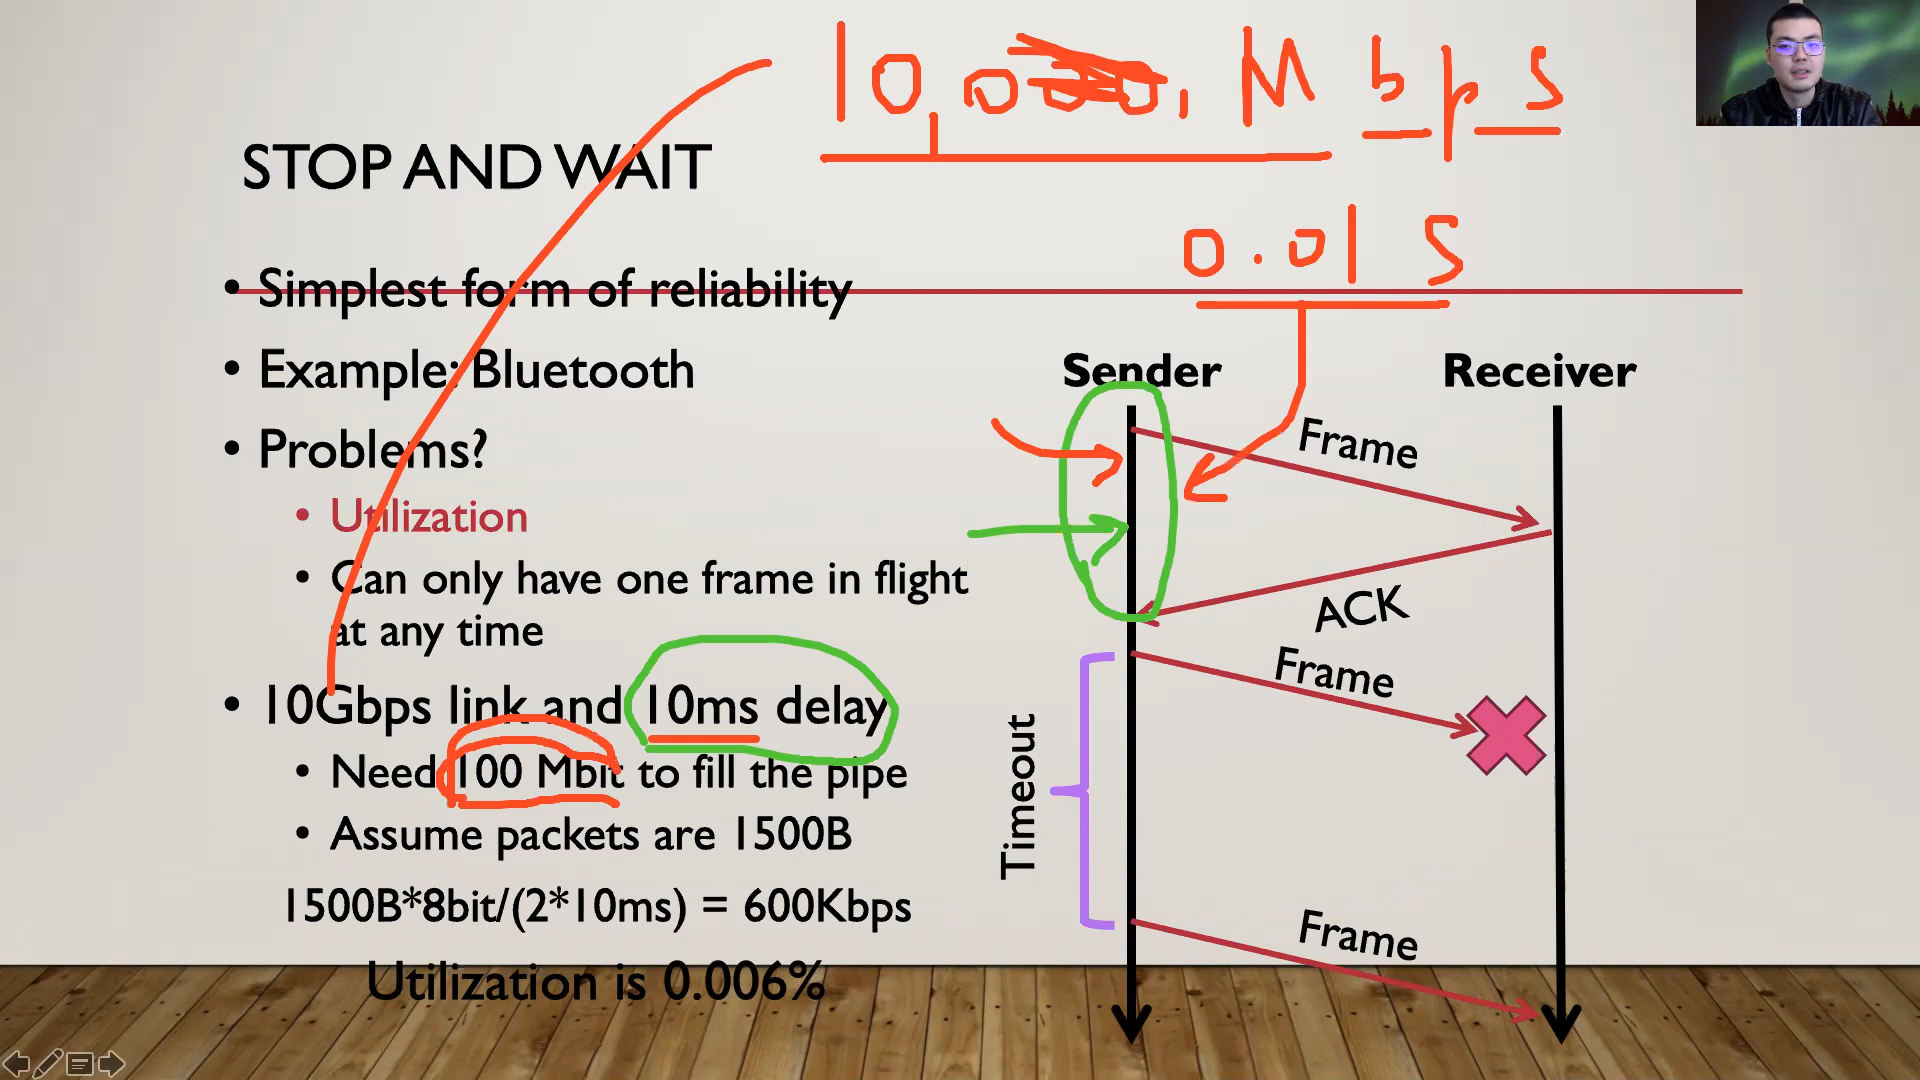 10,000, Mbps
STOP AND WAIT
0.01 S
• Simplest form of reliability
• Example: Bluetooth
• Problems?
• Utilization
• Can only have one frame in flight
at any time
• 10Gbps link and 10ms delay
• Need 100 Mbit to fill the pipe
• Assume packets are 1500B
1500B*8bit/(2*10ms) = 600Kbps
Utilization is 0.006%
Sender
Receiver
Frame
ACK
Frame
Timeout
Frame